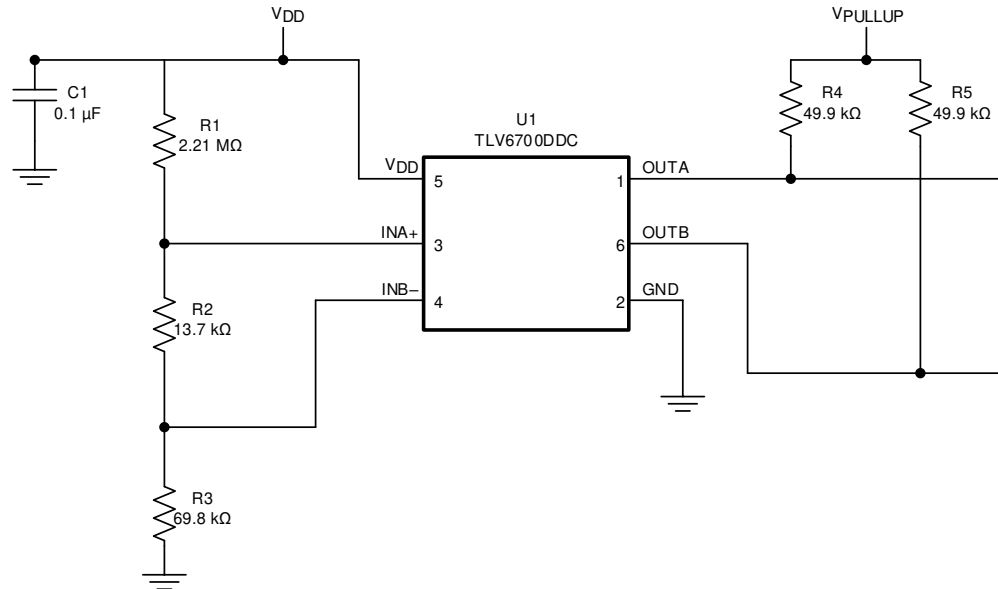 VDD
VPULLUP
C1
0.1 µF
R1
2.21 MΩ
R4
49.9 kΩ
R5
49.9 kΩ
U1
TLV6700DDC
VDD
5
1
OUTA
INA+
3
6
OUTB
INB−
4
2
GND
R2
13.7 kΩ
R3
69.8 kΩ